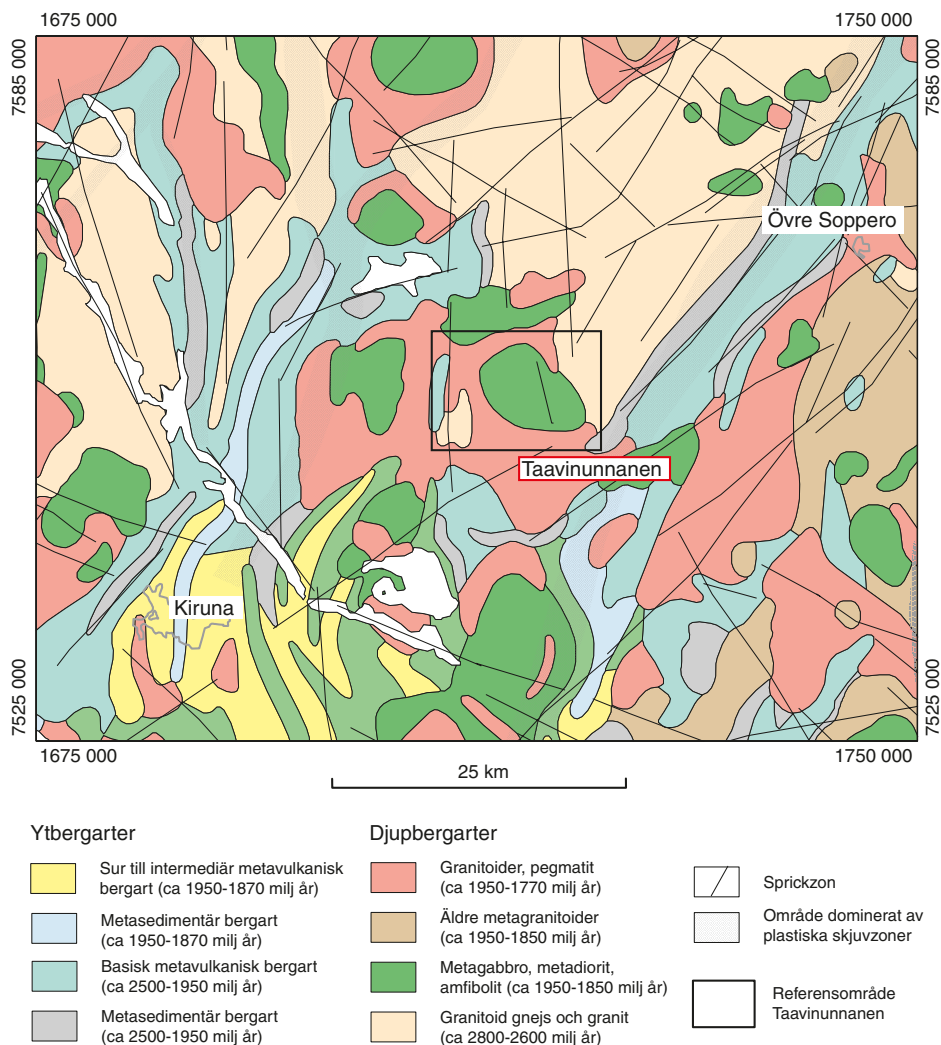 1675 000
1750 000
7585 000
7585 000
Övre Soppero
Taavinunnanen
Kiruna
7525 000
7525 000
1675 000
1750 000
25 km
Ytbergarter
Sur till intermediär metavulkanisk
bergart (ca 1950-1870 milj år)
Metasedimentär bergart
(ca 1950-1870 milj år)
Basisk metavulkanisk bergart
(ca 2500-1950 milj år)
Metasedimentär bergart
(ca 2500-1950 milj år)
Djupbergarter
Granitoider, pegmatit
(ca 1950-1770 milj år)
Äldre metagranitoider
(ca 1950-1850 milj år)
Metagabbro, metadiorit,
amfibolit (ca 1950-1850 milj år)
Granitoid gnejs och granit
(ca 2800-2600 milj år)
Sprickzon
Område dominerat av
plastiska skjuvzoner
Referensområde
Taavinunnanen